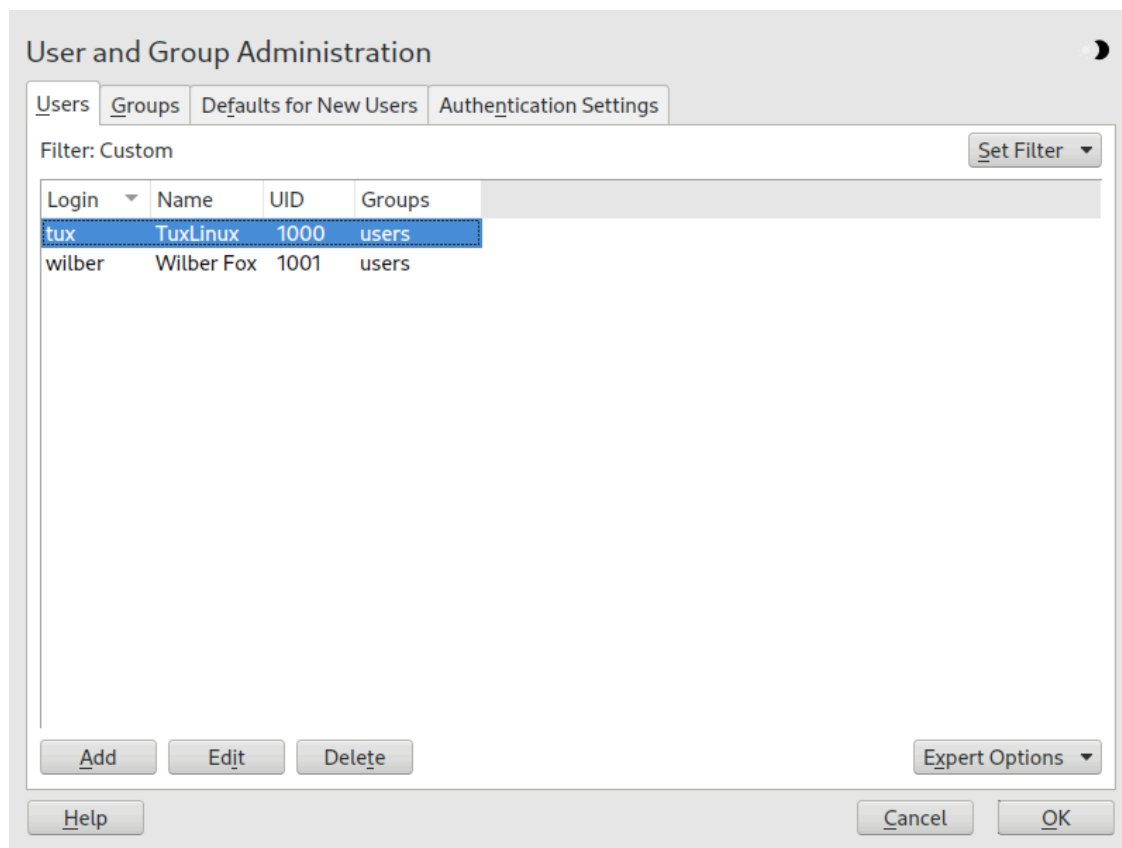 User and Group Administration
Users Groups Defaults for New Users Authentication Settings
Filter: Custom Set Filter
Login Name UID Groups
tux TuxLinux 1000 users
wilber Wilber Fox 1001 users
Add Edit Delete Expert Options
Help Cancel OK